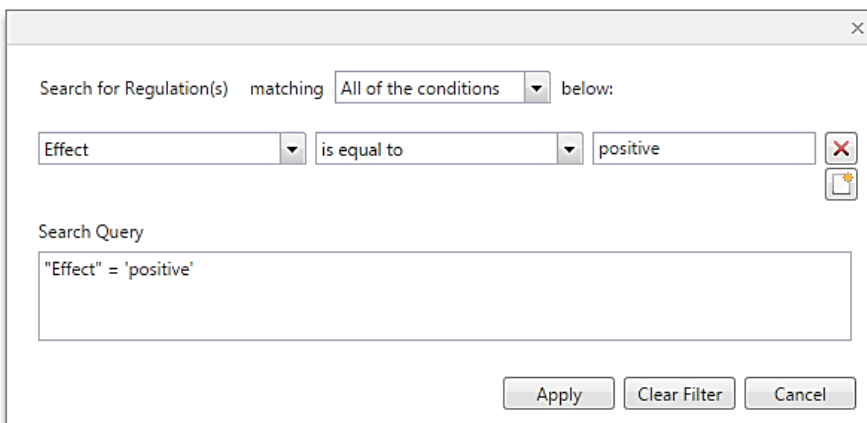 Search for Regulation(s) matching All of the conditions below:
Effect is equal to positive
Search Query
"Effect" = 'positive'
Apply Clear Filter Cancel